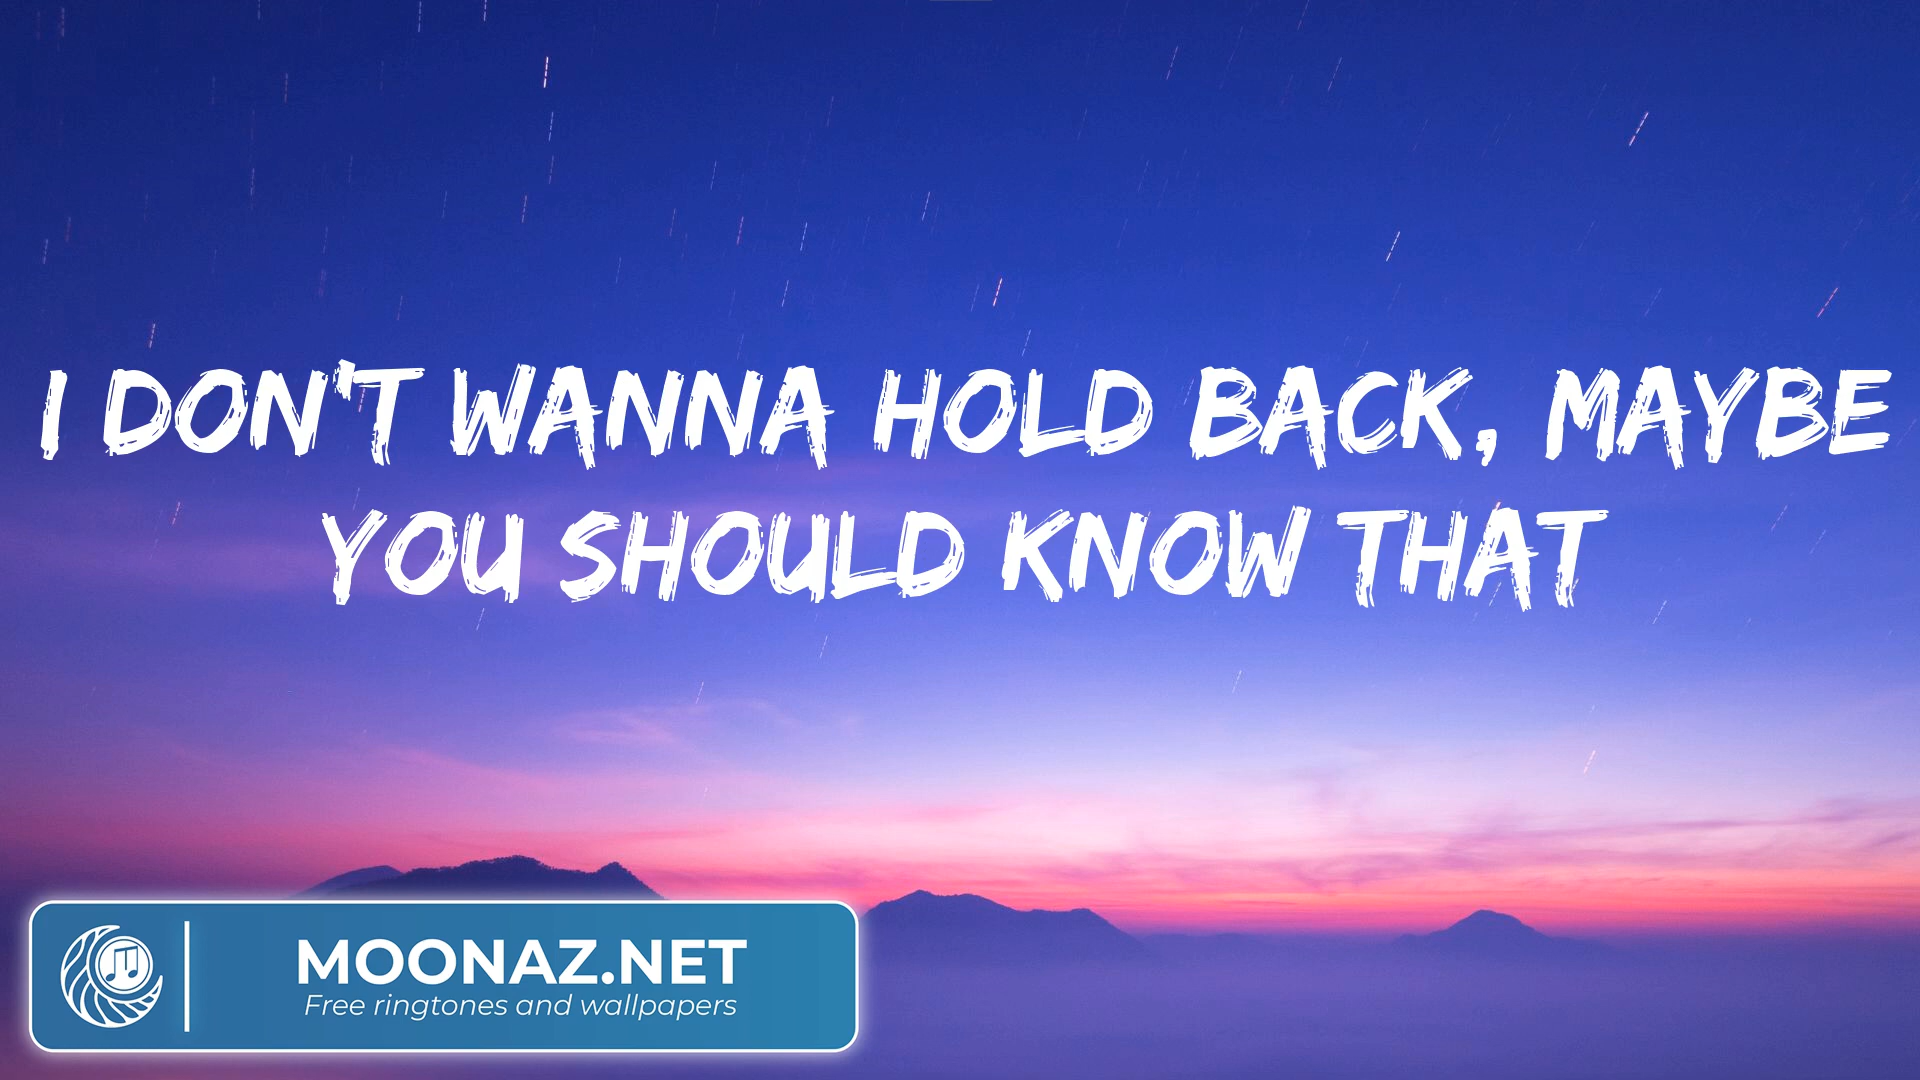 I DON'T WANNA HOLD BACK, MAYBE
YOU SHOULD KNOW THAT
MOONAZ.NET
Free ringtones and wallpapers